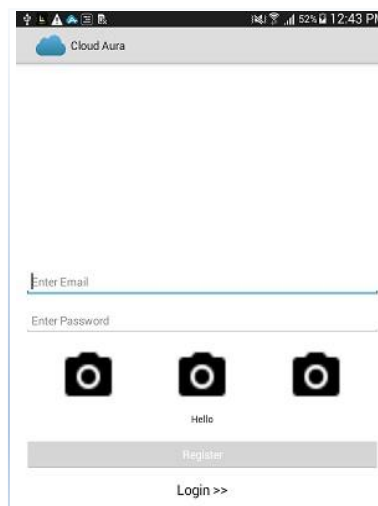 52% 12:43 PM
Cloud Aura
Enter Email
Enter Password
Hello
Register
Login >>